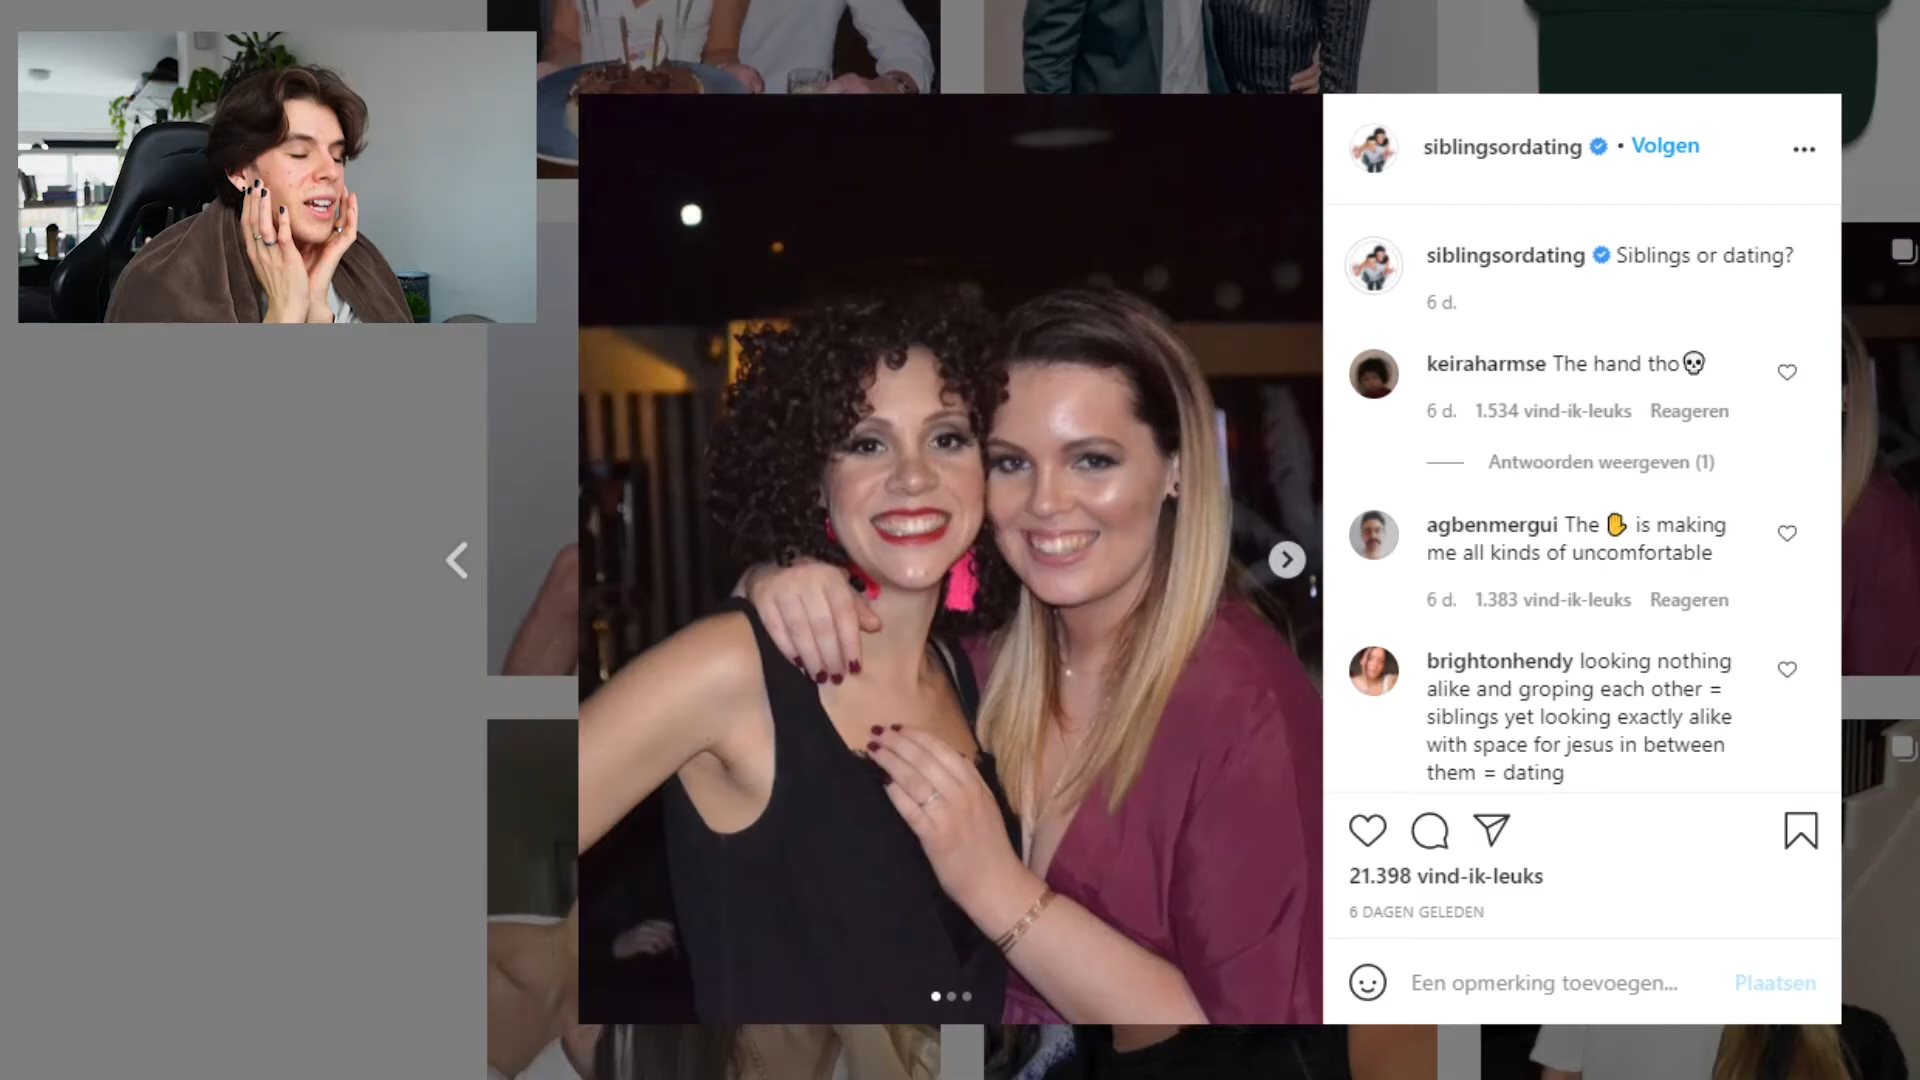 siblingsordating • Volgen
siblingsordating Siblings or dating?
6 d.
keiraharmse The hand tho💀
6 d. 1.534 vind-ik-leuks Reageren
Antwoorden weergeven (1)
agbenmergui The ✋ is making
me all kinds of uncomfortable
6 d. 1.383 vind-ik-leuks Reageren
brightonhendy looking nothing
alike and groping each other =
siblings yet looking exactly alike
with space for jesus in between
them = dating
21.398 vind-ik-leuks
6 DAGEN GELEDEN
Een opmerking toevoegen... Plaatsen